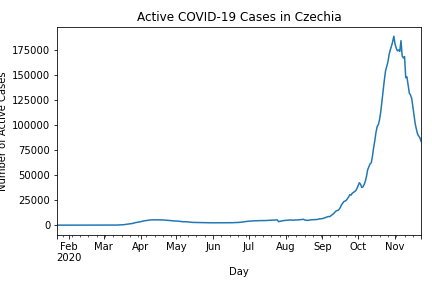 Active COVID-19 Cases in Czechia
Number of Active Cases
175000
150000
125000
100000
75000
50000
25000
0
Feb Mar Apr May Jun Jul Aug Sep Oct Nov
2020
Day